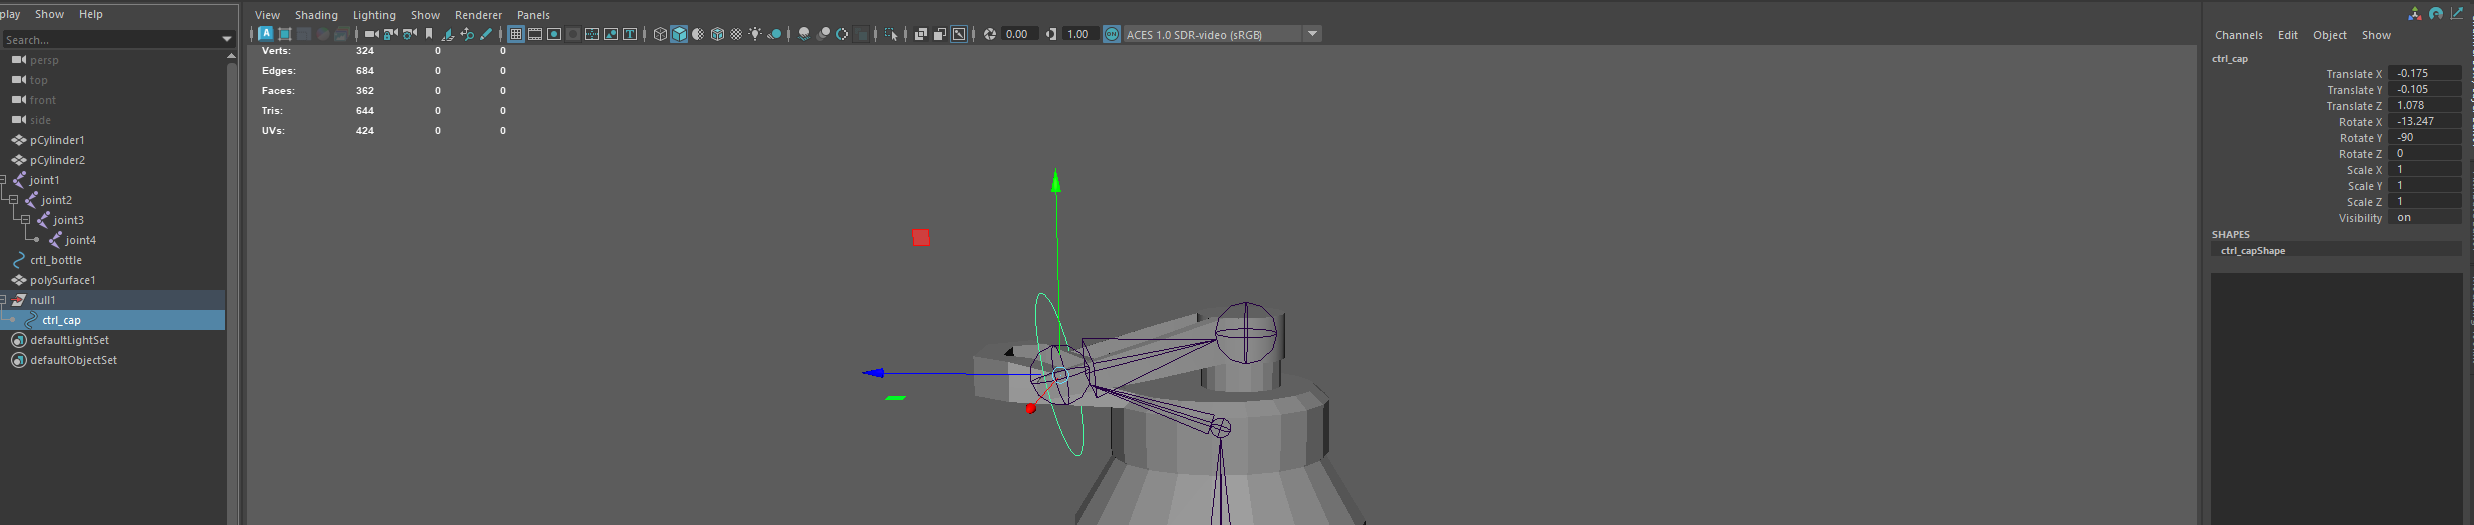 play Show Help
Search...
persp
top
front
side
pCylinder1
pCylinder2
joint1
joint2
joint3
joint4
crtl_bottle
polySurface1
null1
ctrl_cap
defaultLightSet
defaultObjectSet
View Shading Lighting Show Renderer Panels
0.00 1.00 ON ACES 1.0 SDR-video (sRGB)
Verts: 324 0 0
Edges: 684 0 0
Faces: 362 0 0
Tris: 644 0 0
UVs: 424 0 0
Channels Edit Object Show
ctrl_cap
Translate X -0.175
Translate Y -0.105
Translate Z 1.078
Rotate X -13.247
Rotate Y -90
Rotate Z 0
Scale X 1
Scale Y 1
Scale Z 1
Visibility on
SHAPES
ctrl_capShape